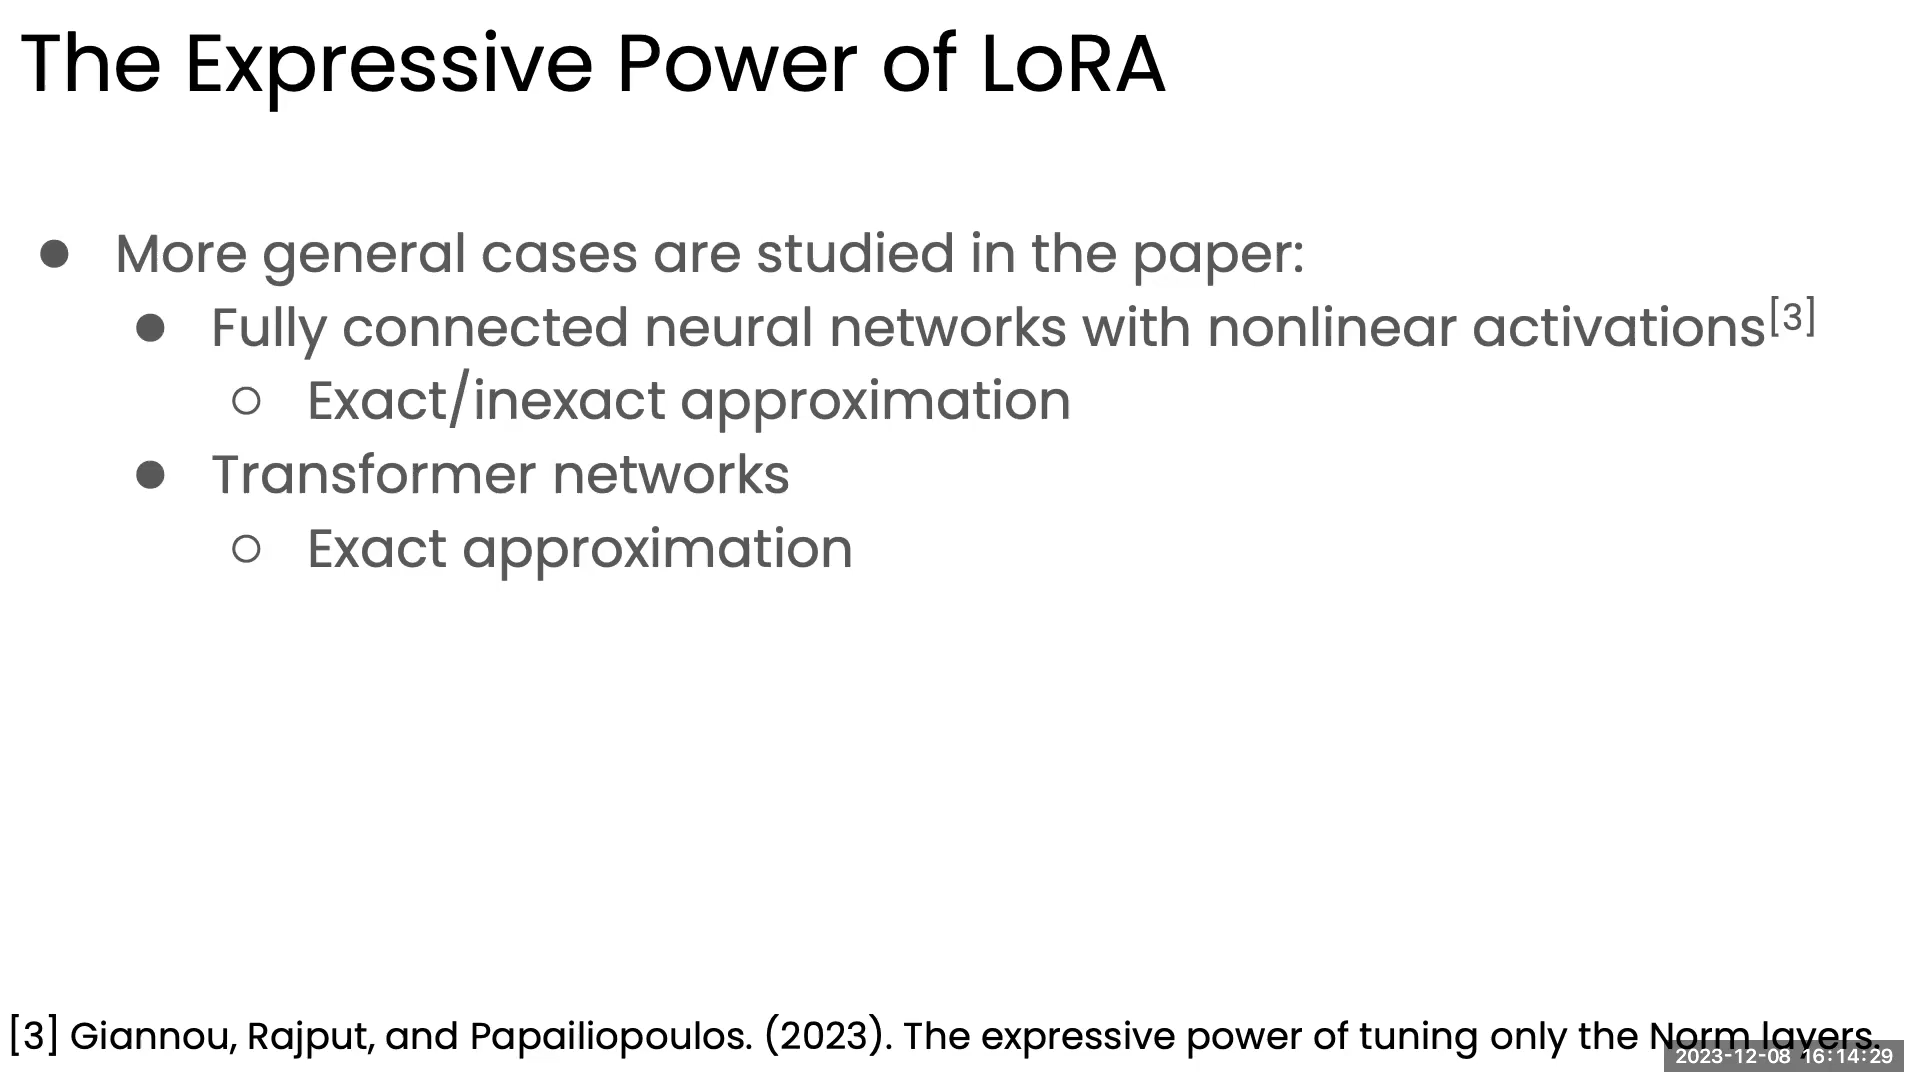 The Expressive Power of LoRA
● More general cases are studied in the paper:
● Fully connected neural networks with nonlinear activations[3]
○ Exact/inexact approximation
● Transformer networks
○ Exact approximation
[3] Giannou, Rajput, and Papailiopoulos. (2023). The expressive power of tuning only the Norm layers.
2023-12-08 16:14:29